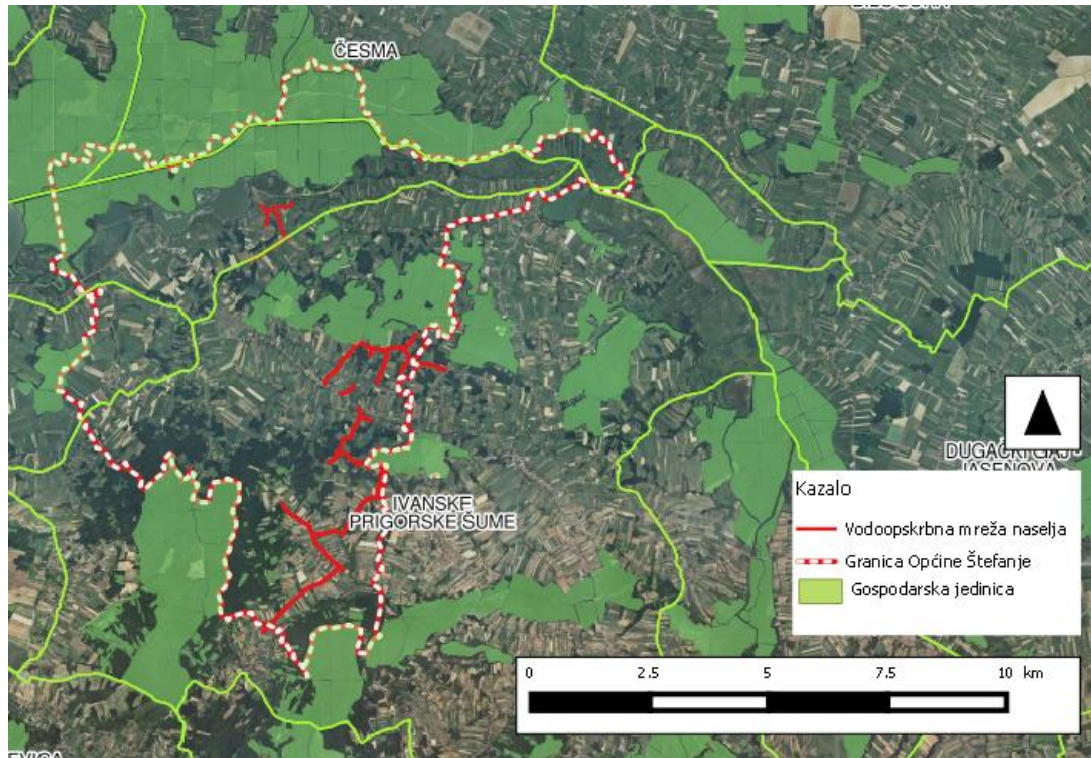 ČESMA
IVANSKE
PRIGORSKE ŠUME
DUGAČKI GAJ -
JASENOVA
Kazalo
Vodoopskrbna mreža naselja
Granica Općine Štefanje
Gospodarska jedinica
0 2.5 5 7.5 10 km